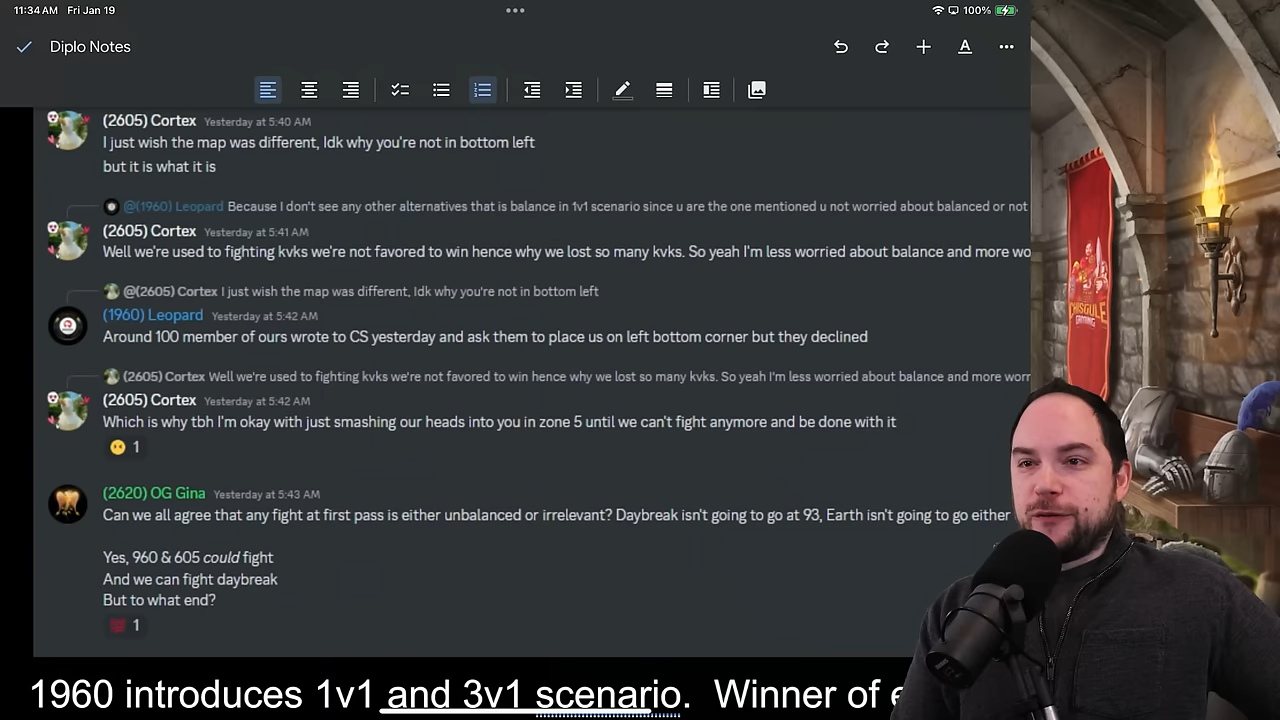 11:34 AM Fri Jan 19
100%
Diplo Notes
(2605) Cortex Yesterday at 5:40 AM
I just wish the map was different, Idk why you're not in bottom left
but it is what it is
@(1960) Leopard Because I don't see any other alternatives that is balance in 1v1 scenario since u are the one mentioned u not worried about balanced or not
(2605) Cortex Yesterday at 5:41 AM
Well we're used to fighting kvks we're not favored to win hence why we lost so many kvks. So yeah I'm less worried about balance and more wo
@(2605) Cortex I just wish the map was different, Idk why you're not in bottom left
(1960) Leopard Yesterday at 5:42 AM
Around 100 member of ours wrote to CS yesterday and ask them to place us on left bottom corner but they declined
(2605) Cortex Well we're used to fighting kvks we're not favored to win hence why we lost so many kvks. So yeah I'm less worried about balance and more worr
(2605) Cortex Yesterday at 5:42 AM
Which is why tbh I'm okay with just smashing our heads into you in zone 5 until we can't fight anymore and be done with it
1
(2620) OG Gina Yesterday at 5:43 AM
Can we all agree that any fight at first pass is either unbalanced or irrelevant? Daybreak isn't going to go at 93, Earth isn't going to go either
Yes, 960 & 605 could fight
And we can fight daybreak
But to what end?
1
1960 introduces 1v1 and 3v1 scenario. Winner of e
CHISGULE
GAMING